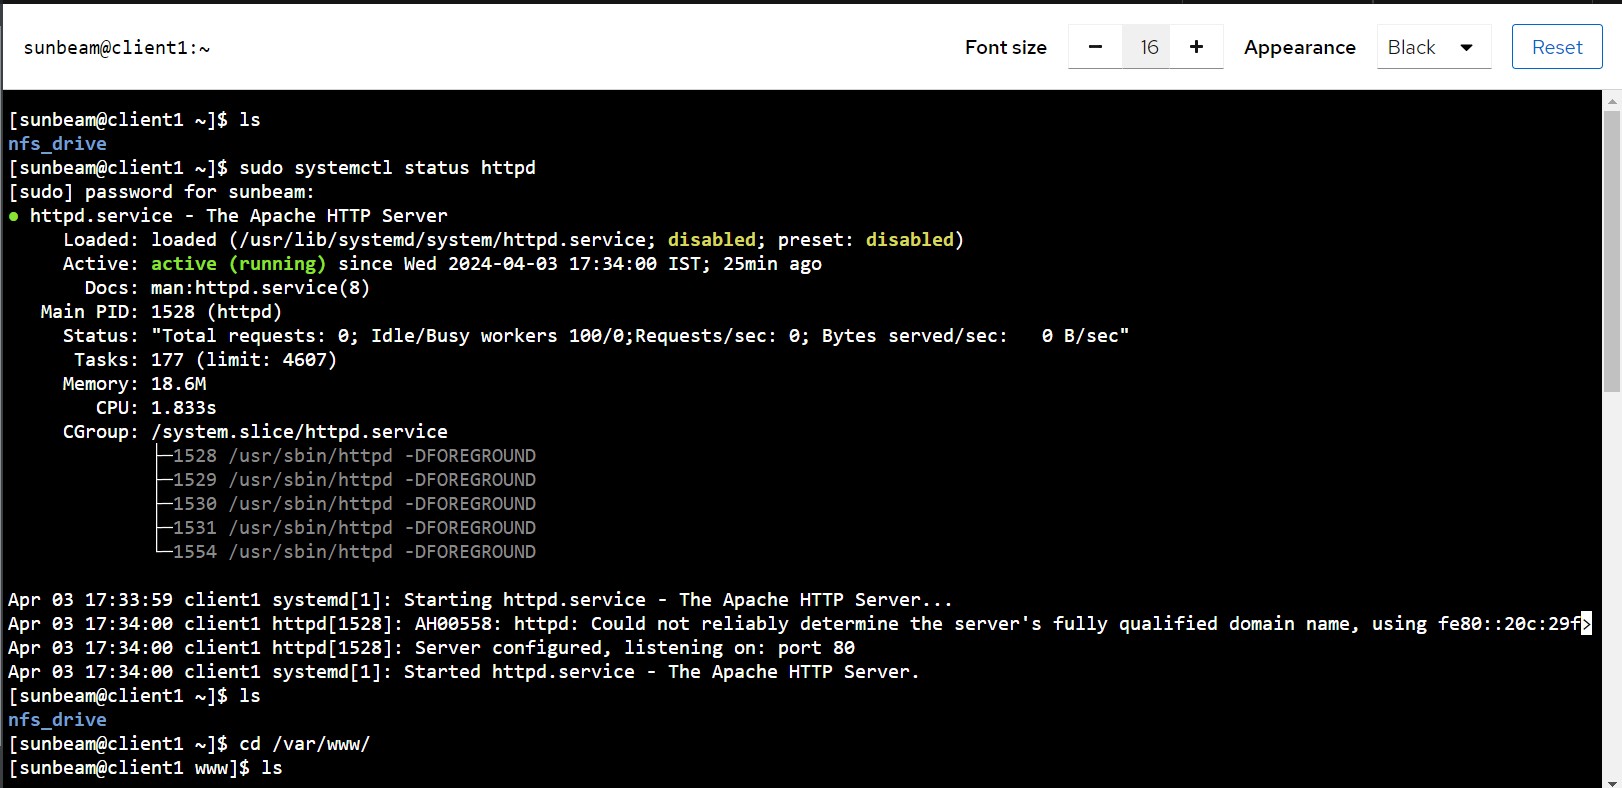 sunbeam@client1:~ Font size − 16 + Appearance Black Reset
[sunbeam@client1 ~]$ ls
nfs_drive
[sunbeam@client1 ~]$ sudo systemctl status httpd
[sudo] password for sunbeam:
● httpd.service - The Apache HTTP Server
     Loaded: loaded (/usr/lib/systemd/system/httpd.service; disabled; preset: disabled)
     Active: active (running) since Wed 2024-04-03 17:34:00 IST; 25min ago
       Docs: man:httpd.service(8)
   Main PID: 1528 (httpd)
     Status: "Total requests: 0; Idle/Busy workers 100/0;Requests/sec: 0; Bytes served/sec:   0 B/sec"
      Tasks: 177 (limit: 4607)
     Memory: 18.6M
        CPU: 1.833s
     CGroup: /system.slice/httpd.service
             ├─1528 /usr/sbin/httpd -DFOREGROUND
             ├─1529 /usr/sbin/httpd -DFOREGROUND
             ├─1530 /usr/sbin/httpd -DFOREGROUND
             ├─1531 /usr/sbin/httpd -DFOREGROUND
             └─1554 /usr/sbin/httpd -DFOREGROUND
Apr 03 17:33:59 client1 systemd[1]: Starting httpd.service - The Apache HTTP Server...
Apr 03 17:34:00 client1 httpd[1528]: AH00558: httpd: Could not reliably determine the server's fully qualified domain name, using fe80::20c:29f>
Apr 03 17:34:00 client1 httpd[1528]: Server configured, listening on: port 80
Apr 03 17:34:00 client1 systemd[1]: Started httpd.service - The Apache HTTP Server.
[sunbeam@client1 ~]$ ls
nfs_drive
[sunbeam@client1 ~]$ cd /var/www/
[sunbeam@client1 www]$ ls